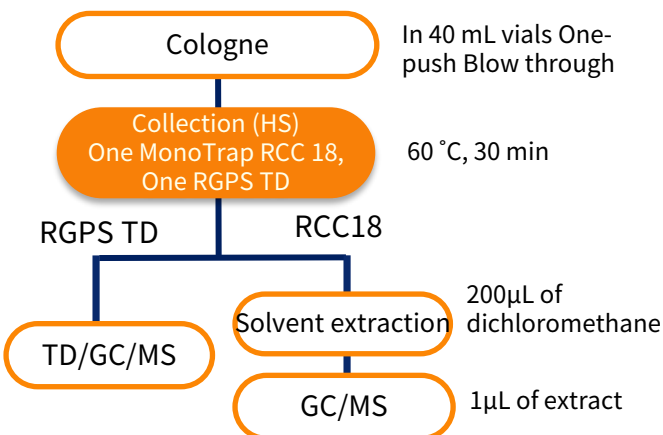 Cologne
In 40 mL vials One-
push Blow through
Collection (HS)
One MonoTrap RCC 18,
One RGPS TD
60 ˚C, 30 min
RGPS TD
RCC18
TD/GC/MS
Solvent extraction
200µL of
dichloromethane
GC/MS
1µL of extract